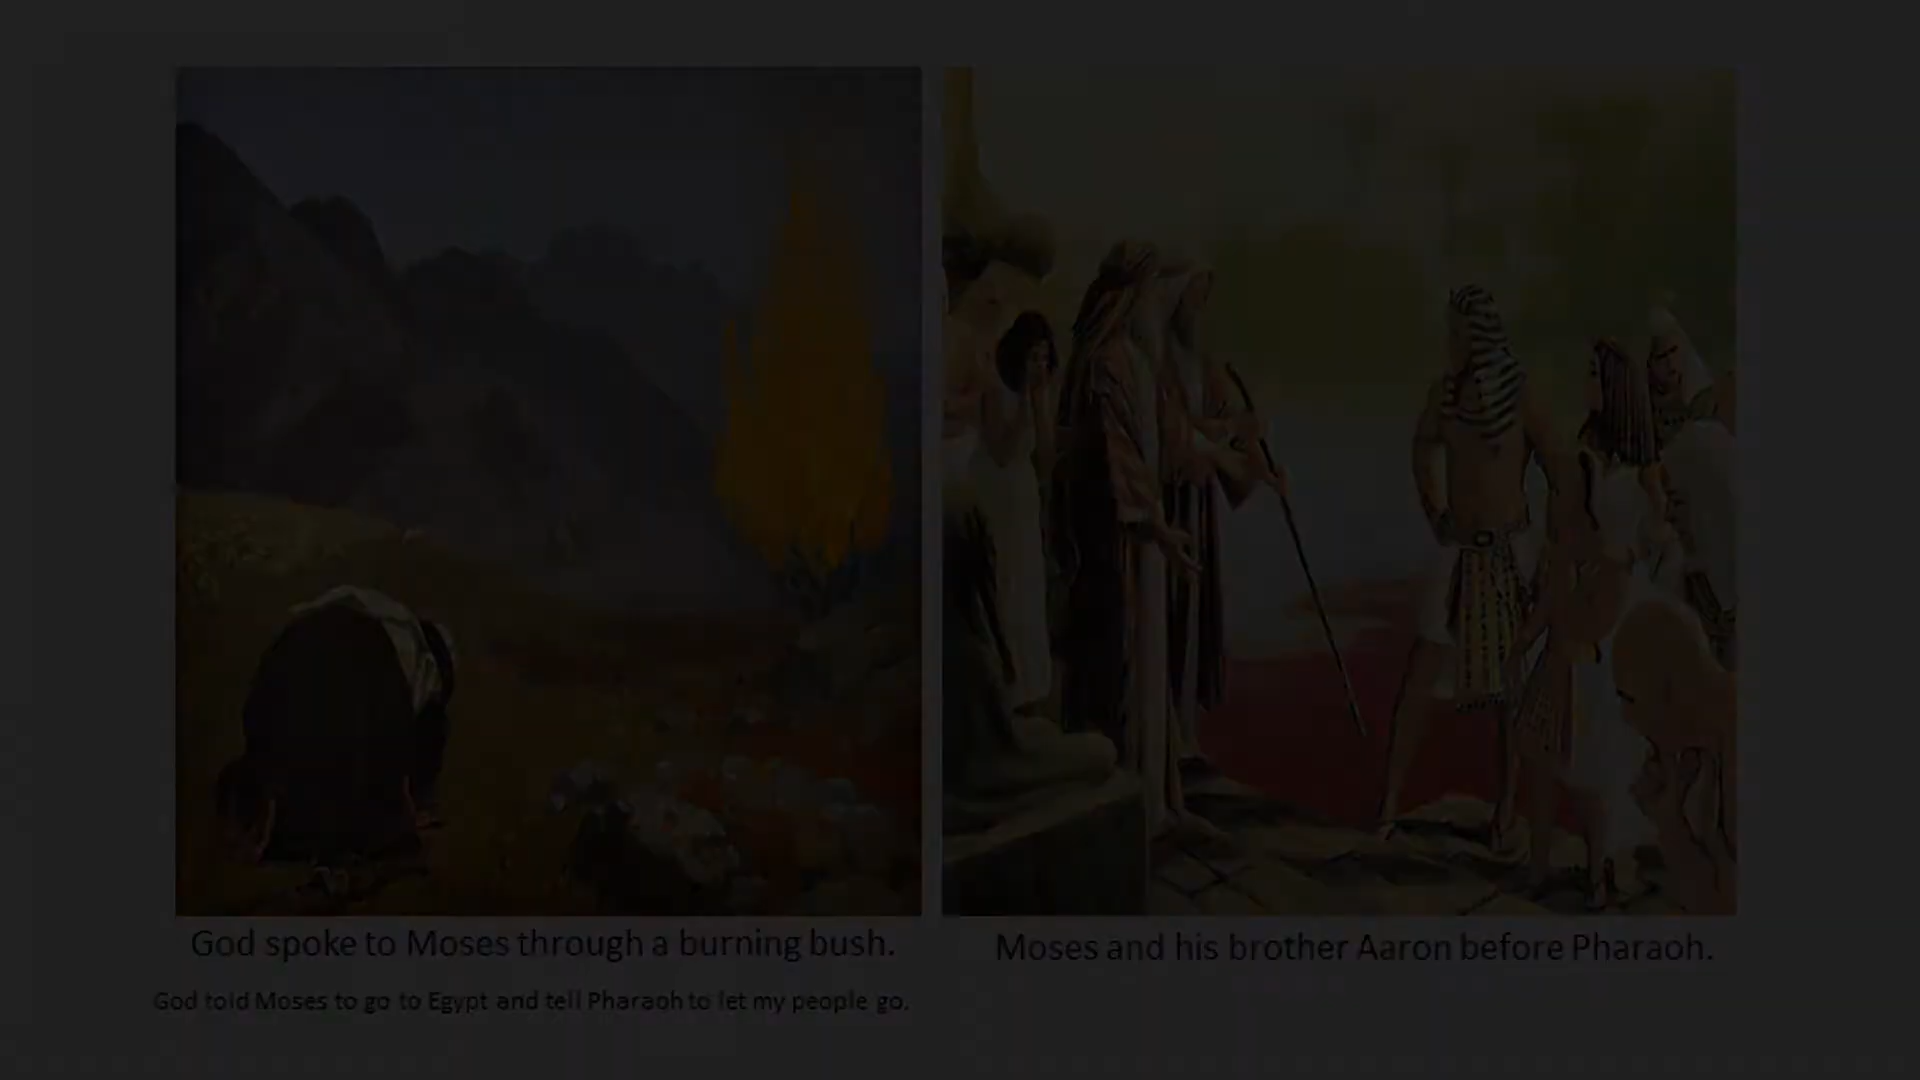 God spoke to Moses through a burning bush.
Moses and his brother Aaron before Pharaoh.
God told Moses to go to Egypt and tell Pharaoh to let my people go.